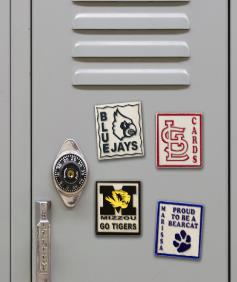 BLUE
JAYS
STL
CARDS
M
MIZZOU
GO TIGERS
MARISSA
PROUD
TO BE A
BEARCAT